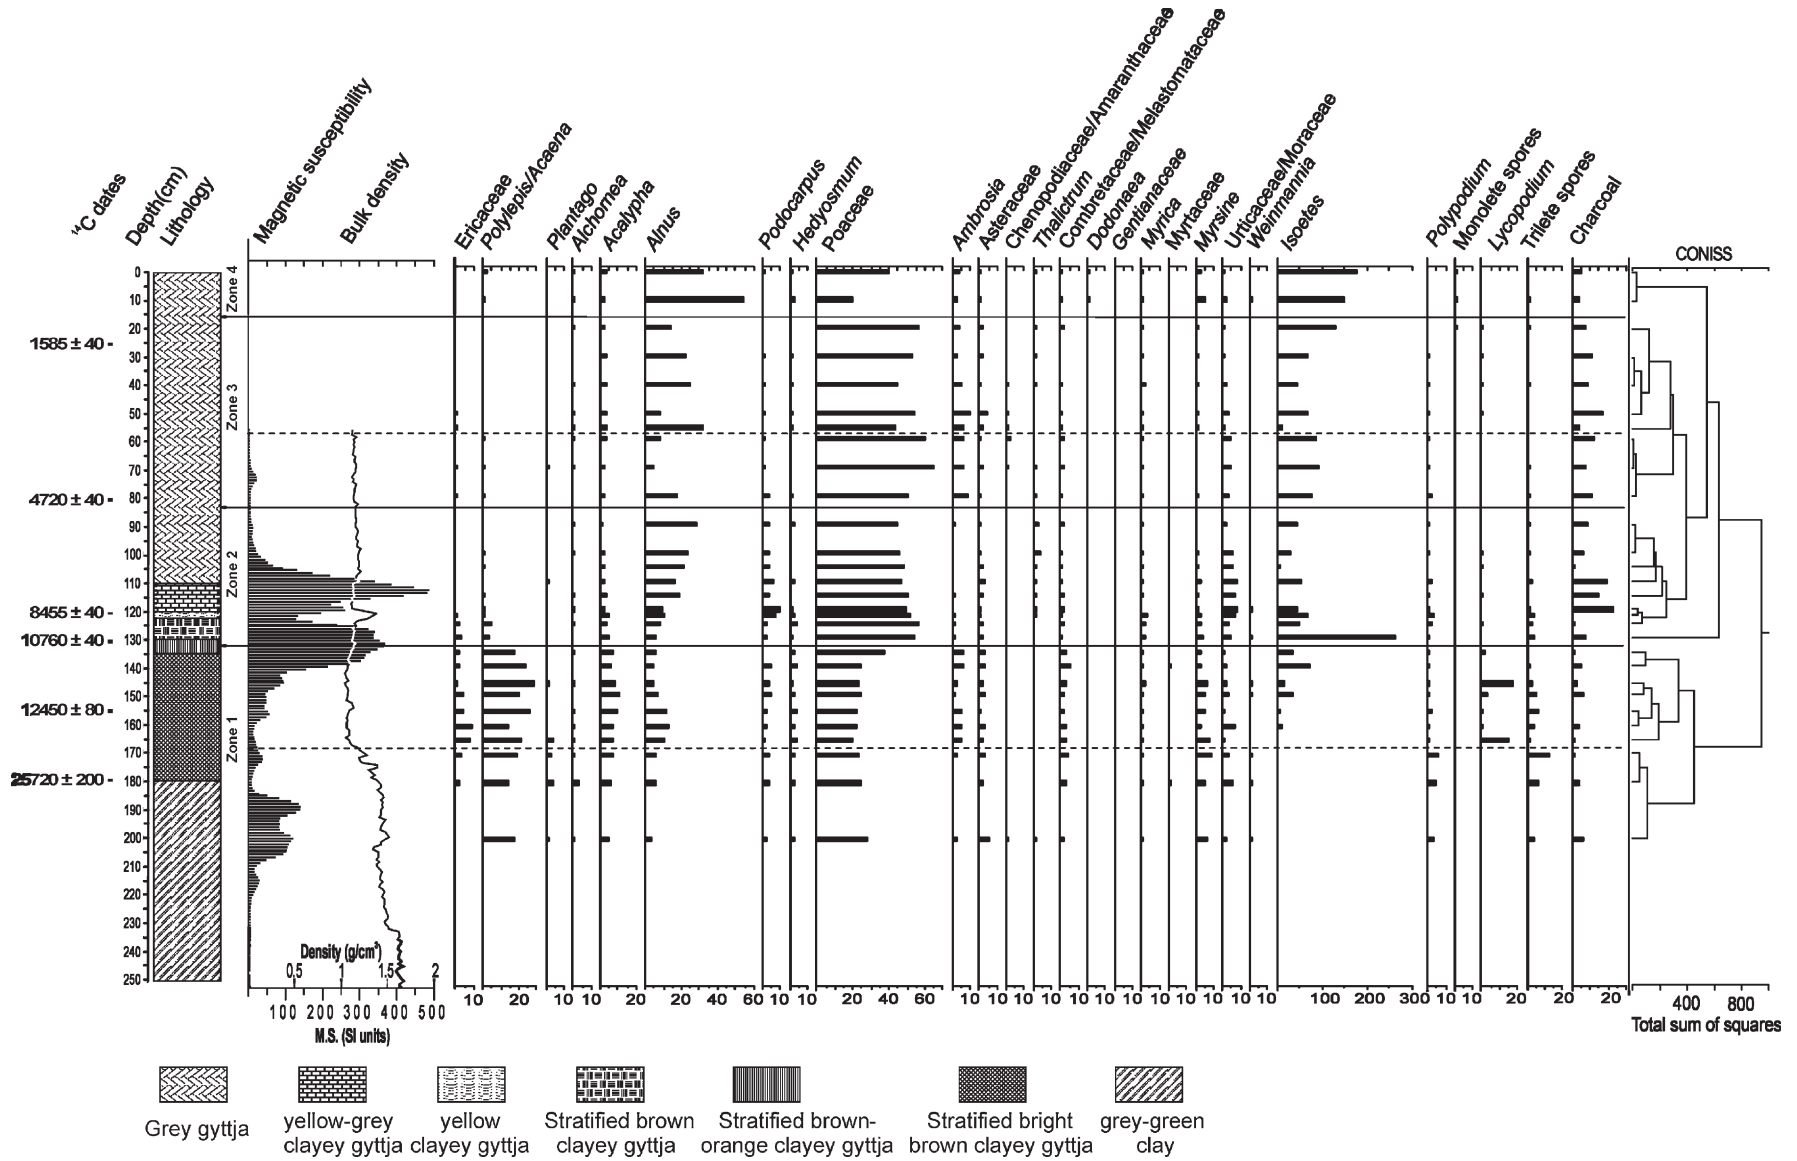 ¹⁴C dates
Depth(cm)
Lithology
Magnetic susceptibility
Bulk density
Ericaceae
Polylepis/Acaena
Plantago
Alchornea
Acalypha
Alnus
Podocarpus
Hedyosmum
Poaceae
Ambrosia
Asteraceae
Chenopodiaceae/Amaranthaceae
Thalictrum
Combretaceae/Melastomataceae
Dodonaea
Gentianaceae
Myrica
Myrtaceae
Myrsine
Urticaceae/Moraceae
Weinmannia
Isoetes
Polypodium
Monolete spores
Lycopodium
Trilete spores
Charcoal
CONISS
1585 ± 40 -
4720 ± 40 -
8455 ± 40 -
10760 ± 40 -
12450 ± 80 -
25720 ± 200 -
0
10
20
30
40
50
60
70
80
90
100
110
120
130
140
150
160
170
180
190
200
210
220
230
240
250
Zone 4
Zone 3
Zone 2
Zone 1
Density (g/cm³)
0,5 1 1,5 2
100 200 300 400 500
M.S. (SI units)
10 20 10 10 20 20 40 60 10 10 20 40 60 10 10 10 10 10 10 10 10 10 10 10 10 100 200 300 10 10 20 20 20
400 800
Total sum of squares
Grey gyttja
yellow-grey
clayey gyttja
yellow
clayey gyttja
Stratified brown
clayey gyttja
Stratified brown-
orange clayey gyttja
Stratified bright
brown clayey gyttja
grey-green
clay